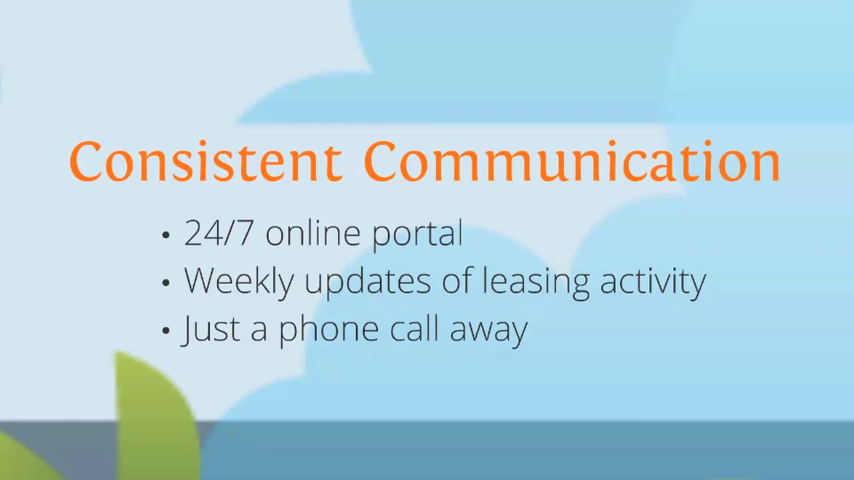 Consistent Communication
• 24/7 online portal
• Weekly updates of leasing activity
• Just a phone call away